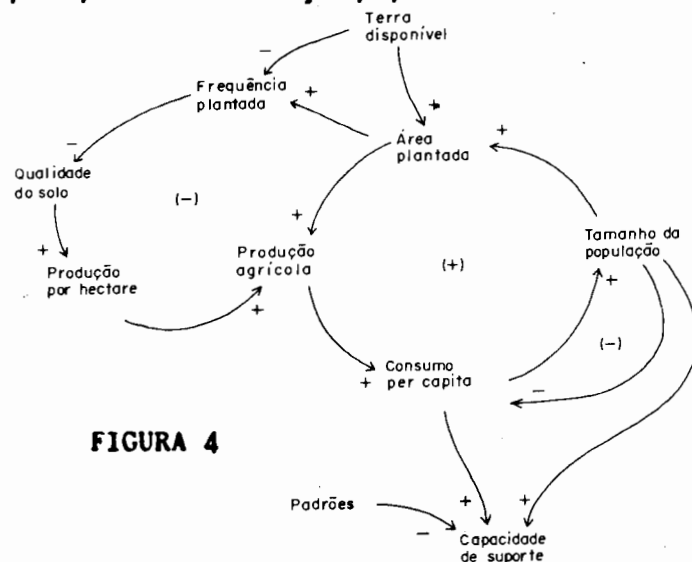 Terra
disponível
−
Frequência
plantada
+
+
Área
plantada
+
−
Qualidade
do solo
(−)
+
Produção
agrícola
(+)
Tamanho da
população
+
Produção
por hectare
+
+
(−)
Consumo
+ per capita
−
FIGURA 4
Padrões
+
+
−
Capacidade
de suporte